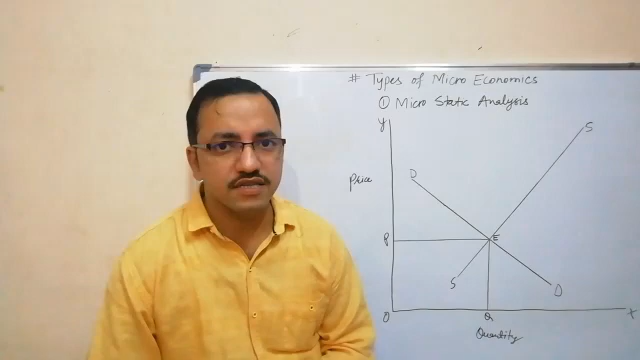 # Types of Micro Economics
① Micro Static Analysis
y
S
D
Price
P
E
S
D
O
Q
X
Quantity